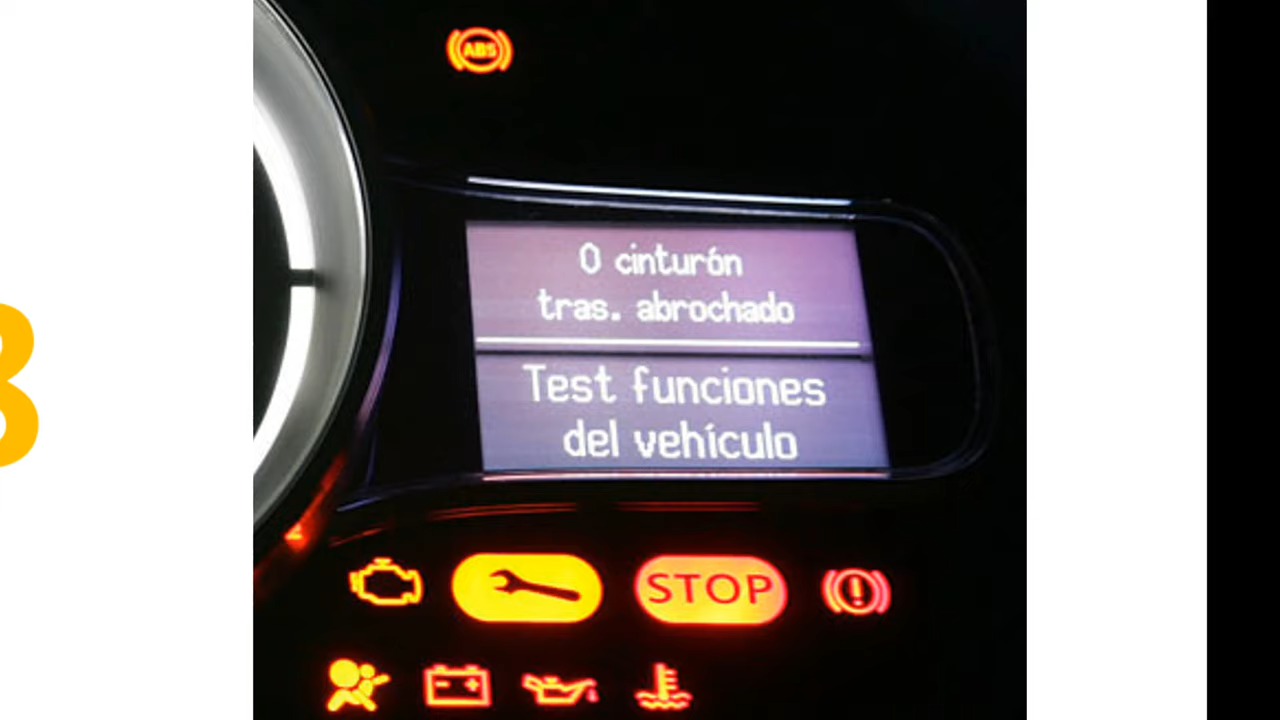 ABS
0 cinturón
tras. abrochado
Test funciones
del vehículo
STOP